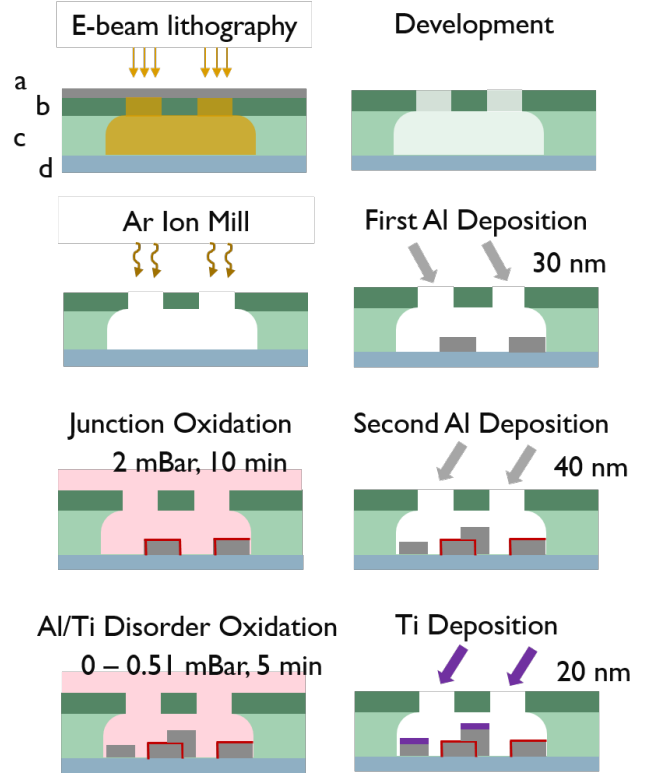 E-beam lithography
Development
a
b
c
d
Ar Ion Mill
First Al Deposition
30 nm
Junction Oxidation
2 mBar, 10 min
Second Al Deposition
40 nm
Al/Ti Disorder Oxidation
0 – 0.51 mBar, 5 min
Ti Deposition
20 nm